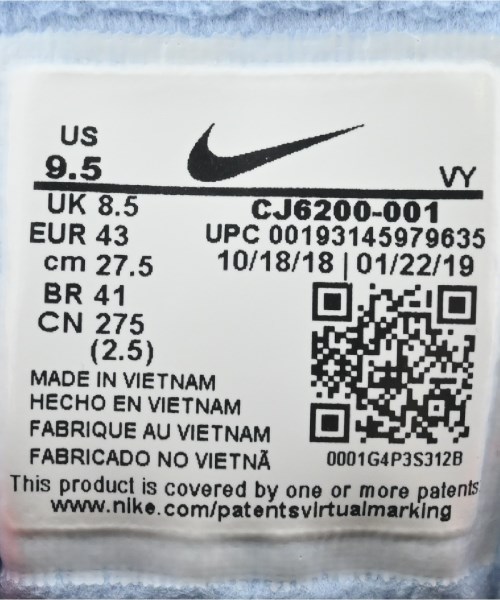 US
9.5
VY
UK 8.5
CJ6200-001
EUR 43
UPC 00193145979635
cm 27.5
10/18/18 | 01/22/19
BR 41
CN 275
(2.5)
MADE IN VIETNAM
HECHO EN VIETNAM
FABRIQUE AU VIETNAM
FABRICADO NO VIETNÃ
0001G4P3S312B
This product is covered by one or more patents
www.nike.com/patentsvirtualmarking